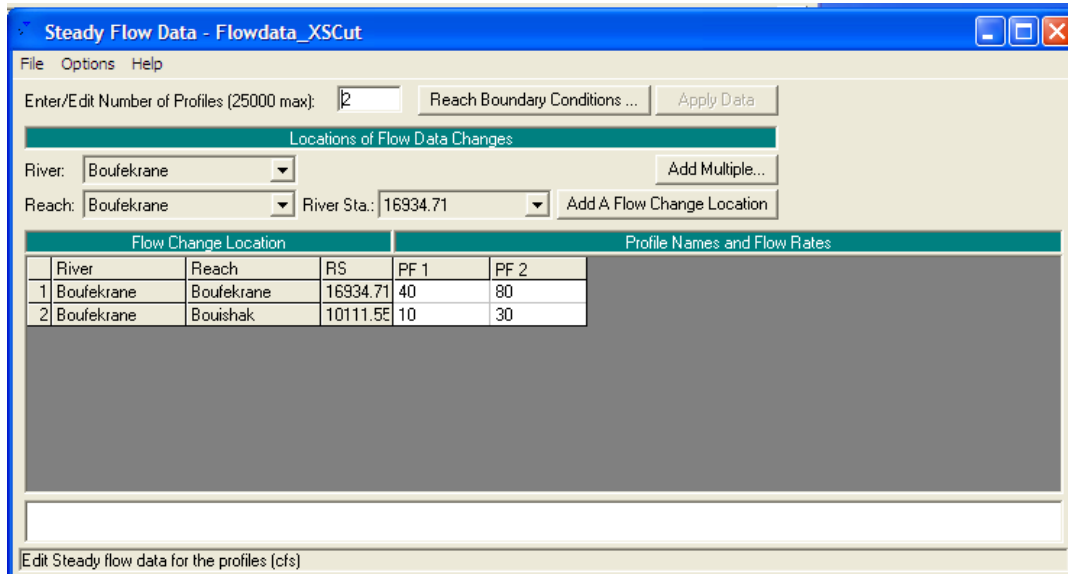 Steady Flow Data - Flowdata_XSCut
File Options Help
Enter/Edit Number of Profiles (25000 max): 2 Reach Boundary Conditions ... Apply Data
Locations of Flow Data Changes
River: Boufekrane Add Multiple...
Reach: Boufekrane River Sta.: 16934.71 Add A Flow Change Location
Flow Change Location Profile Names and Flow Rates
River Reach RS PF 1 PF 2
1 Boufekrane Boufekrane 16934.71 40 80
2 Boufekrane Bouishak 10111.55 10 30
Edit Steady flow data for the profiles (cfs)